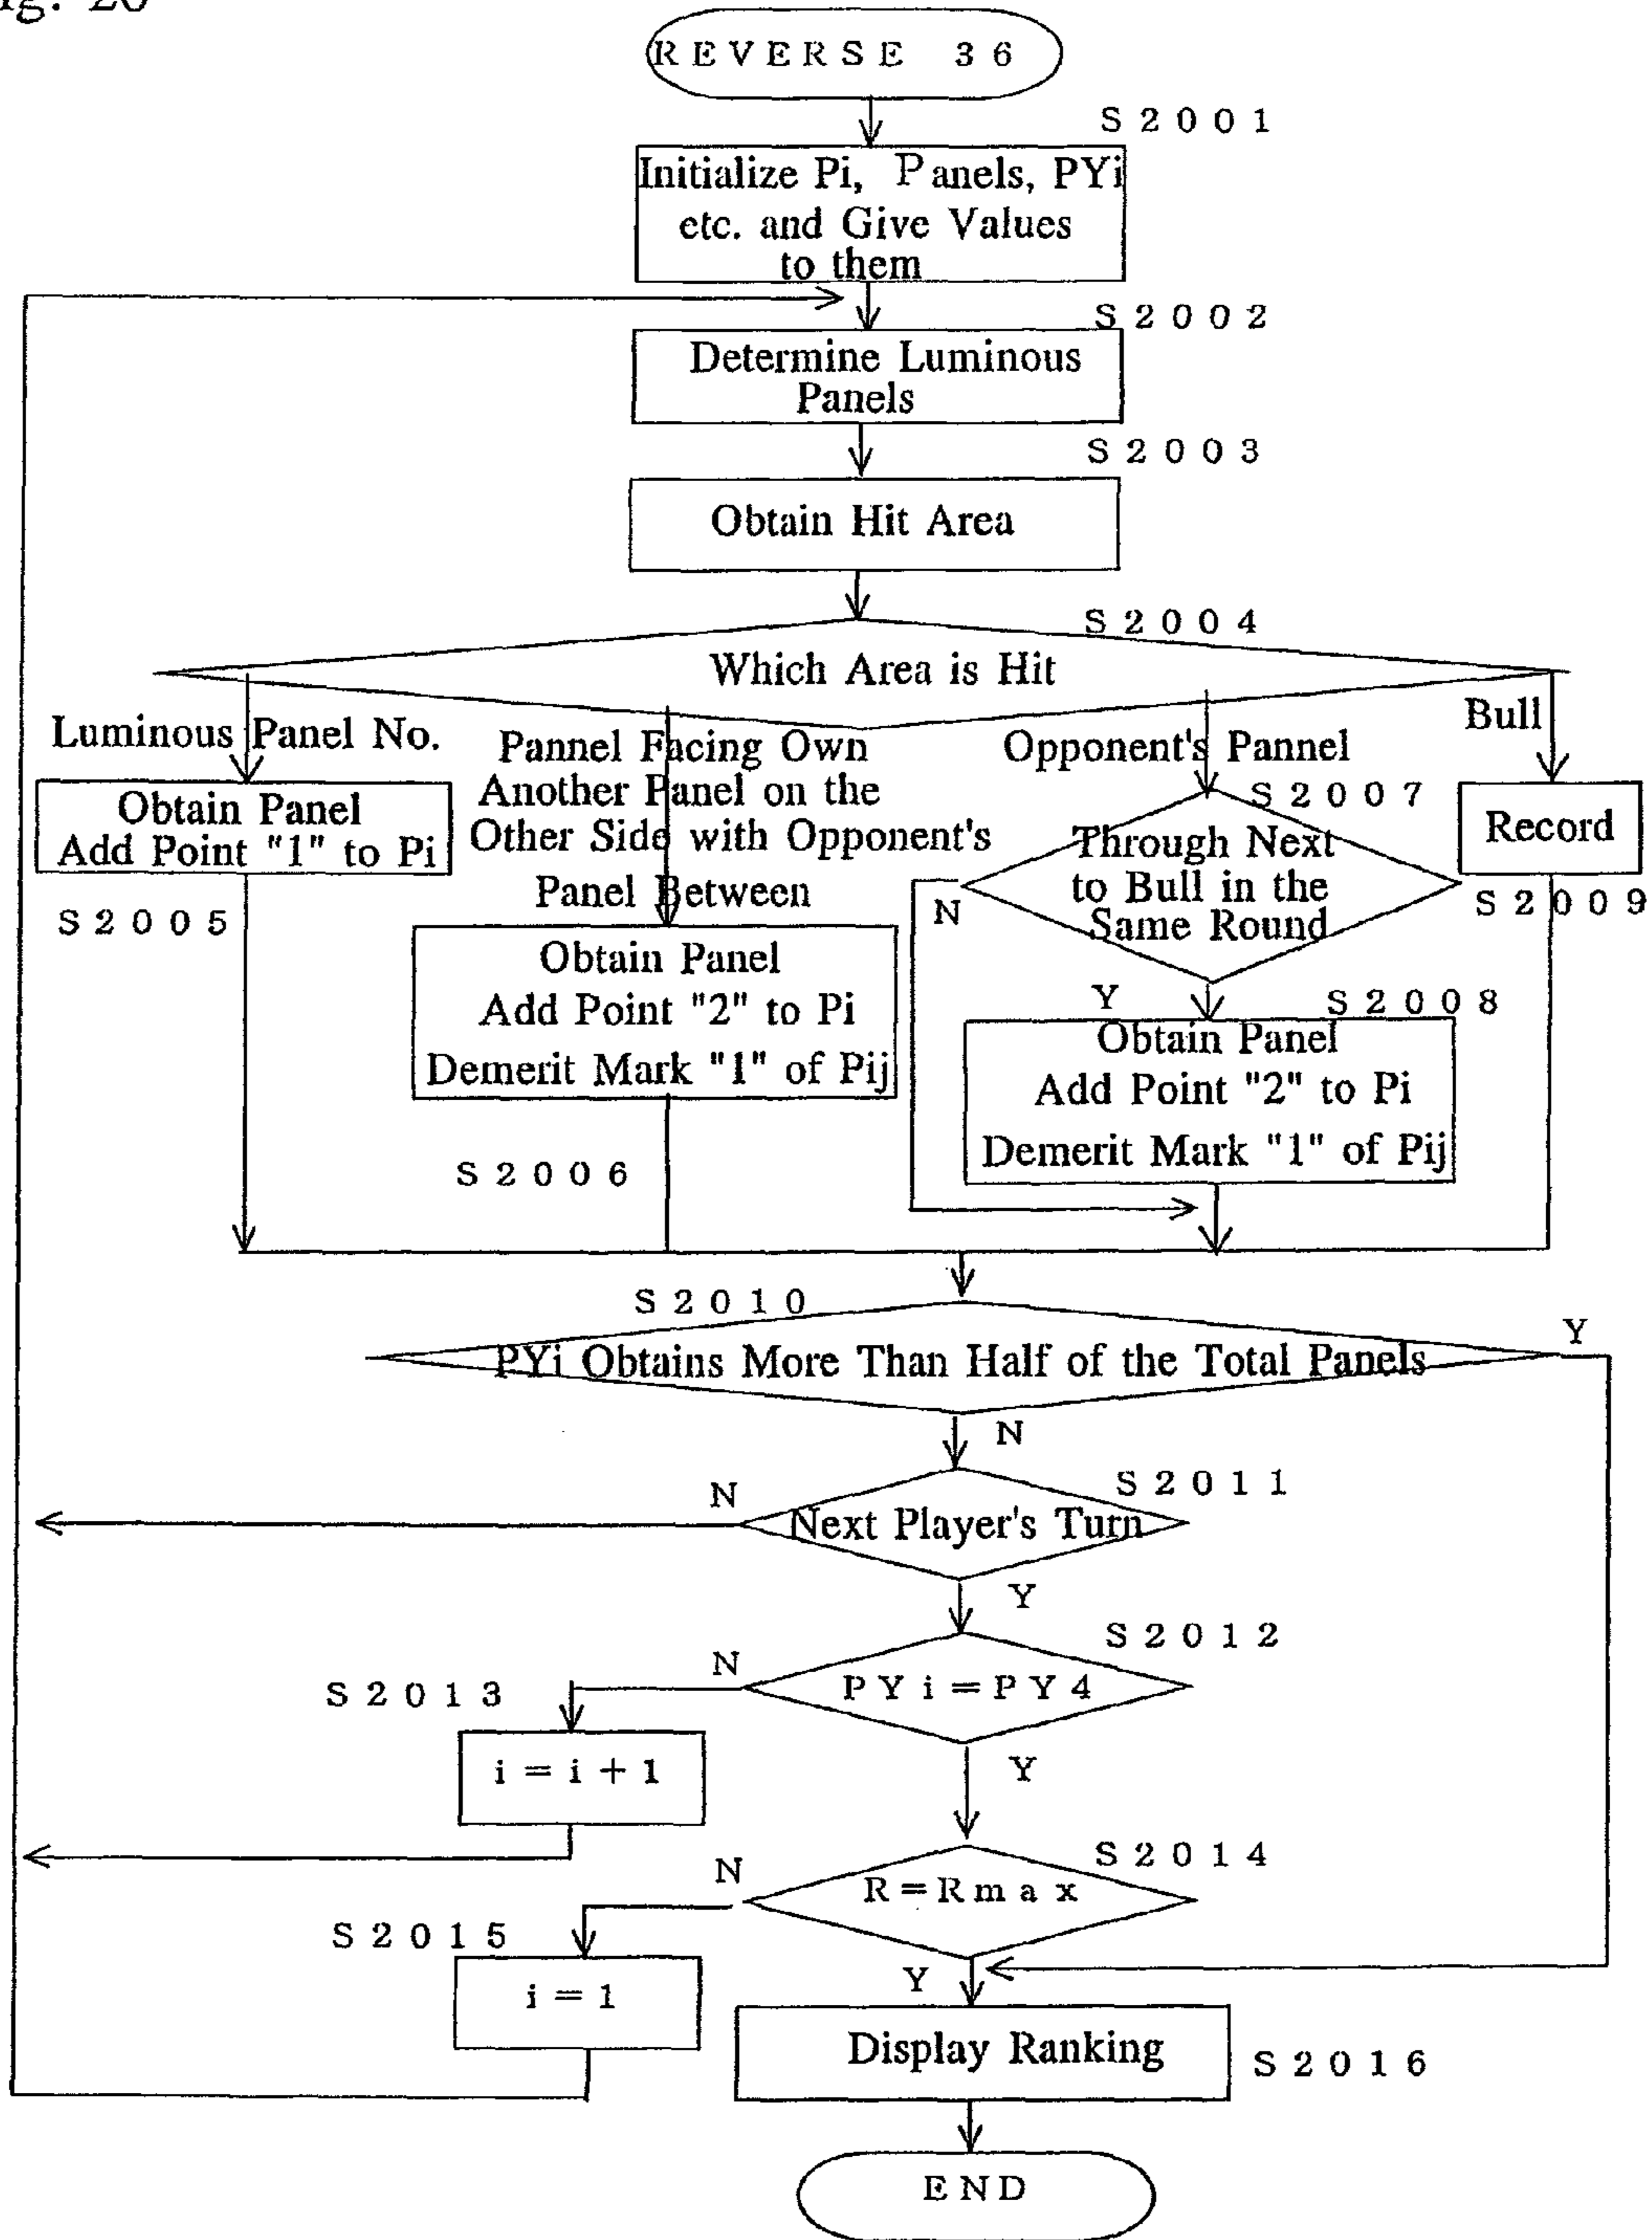 REVERSE 36
S2001
Initialize Pi, Panels, PYi
etc. and Give Values
to them
S2002
Determine Luminous
Panels
S2003
Obtain Hit Area
S2004
Which Area is Hit
Luminous Panel No.
Obtain Panel
Add Point "1" to Pi
S2005
Pannel Facing Own
Another Panel on the
Other Side with Opponent's
Panel Between
Obtain Panel
Add Point "2" to Pi
Demerit Mark "1" of Pij
S2006
Opponent's Pannel
S2007
Through Next
to Bull in the
Same Round
N
Y
S2008
Obtain Panel
Add Point "2" to Pi
Demerit Mark "1" of Pij
Bull
Record
S2009
S2010
PYi Obtains More Than Half of the Total Panels
Y
N
S2011
Next Player's Turn
N
Y
S2012
PYi=PY4
N
S2013
i=i+1
Y
S2014
R=Rmax
N
S2015
i=1
Y
Display Ranking
S2016
END